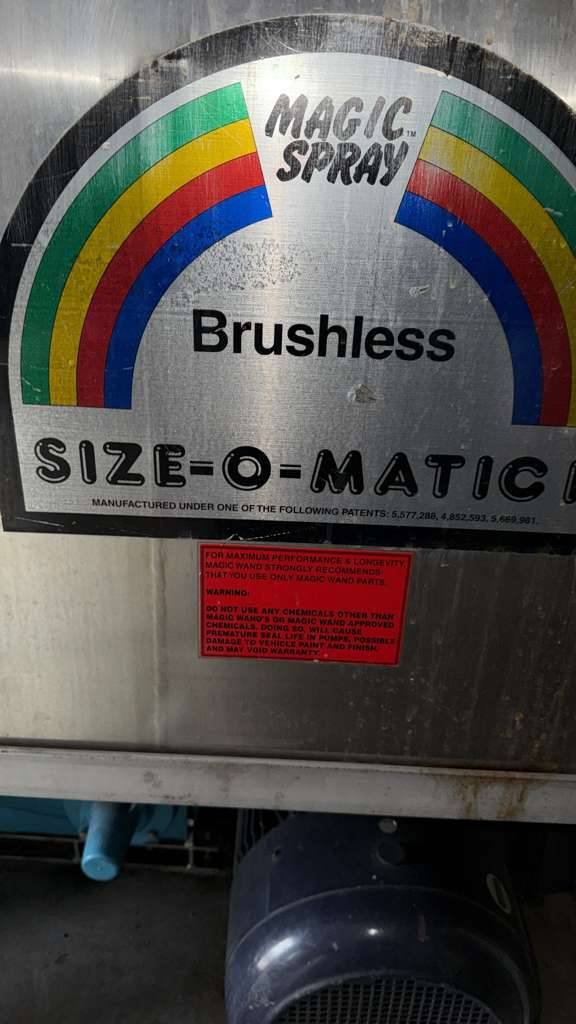 MAGIC™
SPRAY
Brushless
SIZE-O-MATIC
MANUFACTURED UNDER ONE OF THE FOLLOWING PATENTS: 5,577,288, 4,852,593, 5,669,981.
FOR MAXIMUM PERFORMANCE & LONGEVITY,
MAGIC WAND STRONGLY RECOMMENDS
THAT YOU USE ONLY MAGIC WAND PARTS.
WARNING:
DO NOT USE ANY CHEMICALS OTHER THAN
MAGIC WAND'S OR MAGIC WAND APPROVED
CHEMICALS. DOING SO, WILL CAUSE
PREMATURE SEAL LIFE IN PUMPS, POSSIBLE
DAMAGE TO VEHICLE PAINT AND FINISH,
AND MAY VOID WARRANTY.